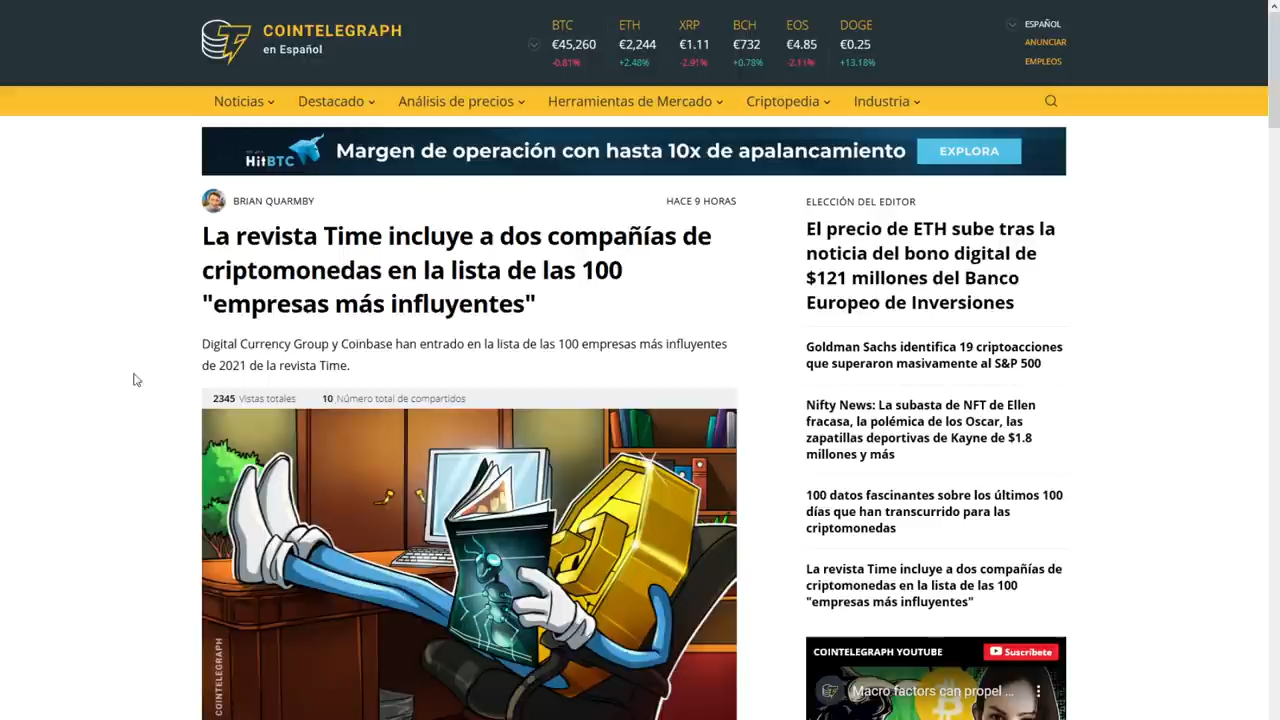 COINTELEGRAPH
en Español
BTC
€45,260
-0.81%
ETH
€2,244
+2.48%
XRP
€1.11
-2.91%
BCH
€732
+0.78%
EOS
€4.85
-2.11%
DOGE
€0.25
+13.18%
ESPAÑOL
ANUNCIAR
EMPLEOS
Noticias
Destacado
Análisis de precios
Herramientas de Mercado
Criptopedia
Industria
HitBTC
Margen de operación con hasta 10x de apalancamiento
EXPLORA
BRIAN QUARMBY
HACE 9 HORAS
La revista Time incluye a dos compañías de
criptomonedas en la lista de las 100
"empresas más influyentes"
Digital Currency Group y Coinbase han entrado en la lista de las 100 empresas más influyentes
de 2021 de la revista Time.
2345 Vistas totales
10 Número total de compartidos
COINTELEGRAPH
ELECCIÓN DEL EDITOR
El precio de ETH sube tras la
noticia del bono digital de
$121 millones del Banco
Europeo de Inversiones
Goldman Sachs identifica 19 criptoacciones
que superaron masivamente al S&P 500
Nifty News: La subasta de NFT de Ellen
fracasa, la polémica de los Oscar, las
zapatillas deportivas de Kayne de $1.8
millones y más
100 datos fascinantes sobre los últimos 100
días que han transcurrido para las
criptomonedas
La revista Time incluye a dos compañías de
criptomonedas en la lista de las 100
"empresas más influyentes"
COINTELEGRAPH YOUTUBE
Suscríbete
Macro factors can propel ...